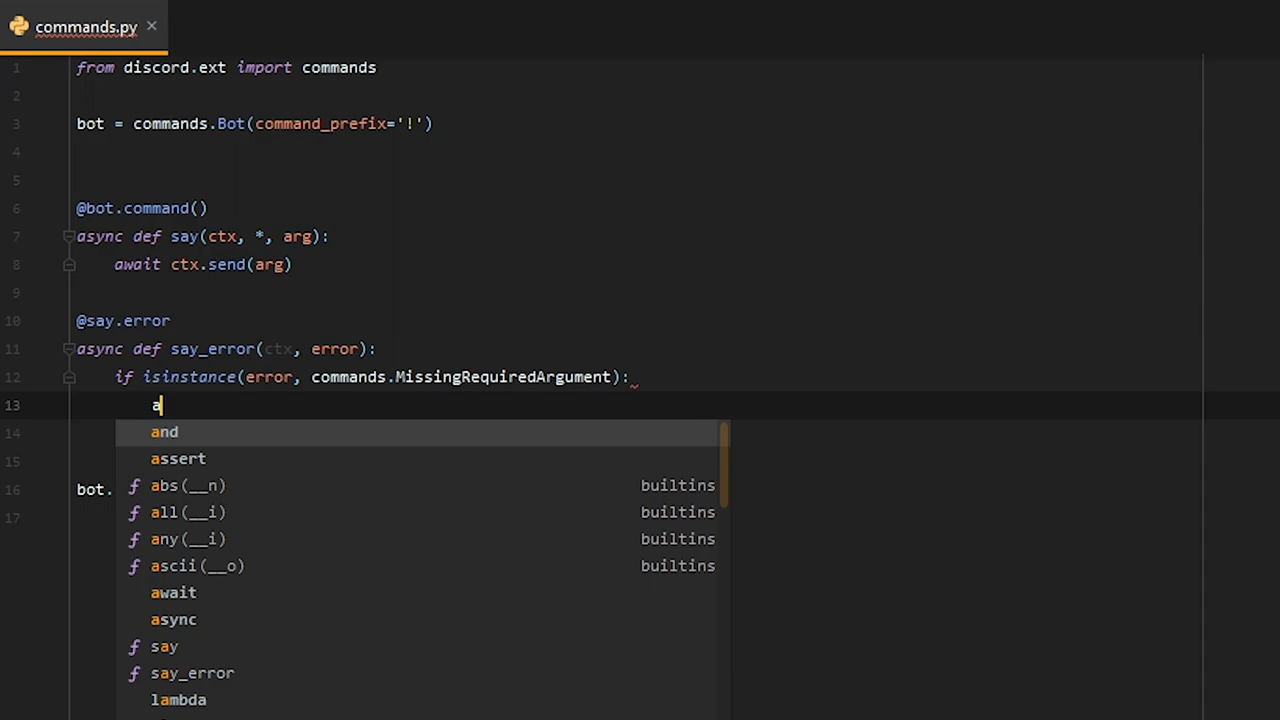 commands.py
1 from discord.ext import commands
2
3 bot = commands.Bot(command_prefix='!')
4
5
6 @bot.command()
7 async def say(ctx, *, arg):
8 await ctx.send(arg)
9
10 @say.error
11 async def say_error(ctx, error):
12 if isinstance(error, commands.MissingRequiredArgument):
13 a
14 and
assert
15 ƒ abs(__n) builtins
16 bot.
ƒ all(__i) builtins
17
ƒ any(__i) builtins
ƒ ascii(__o) builtins
await
async
ƒ say
ƒ say_error
lambda